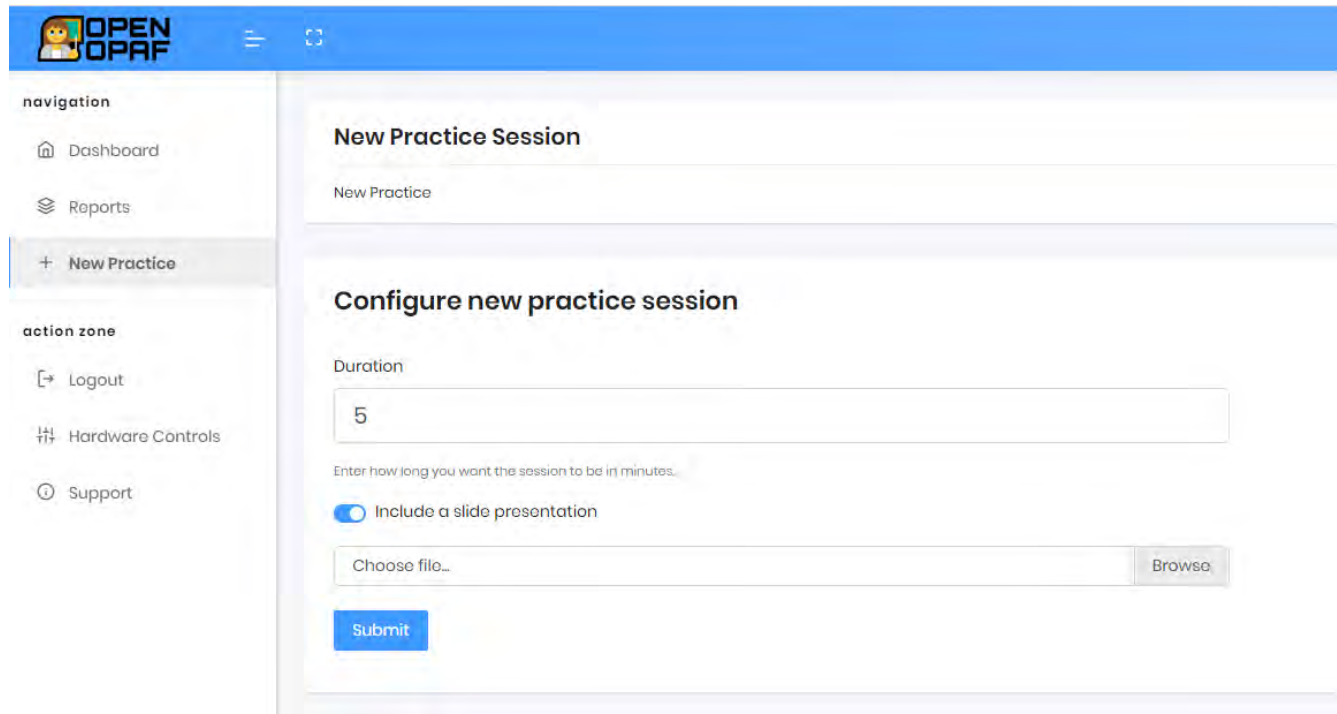 OPEN
OPAF
navigation
Dashboard
Reports
New Practice
action zone
Logout
Hardware Controls
Support
New Practice Session
New Practice
Configure new practice session
Duration
5
Enter how long you want the session to be in minutes.
Include a slide presentation
Choose file...
Browse
Submit